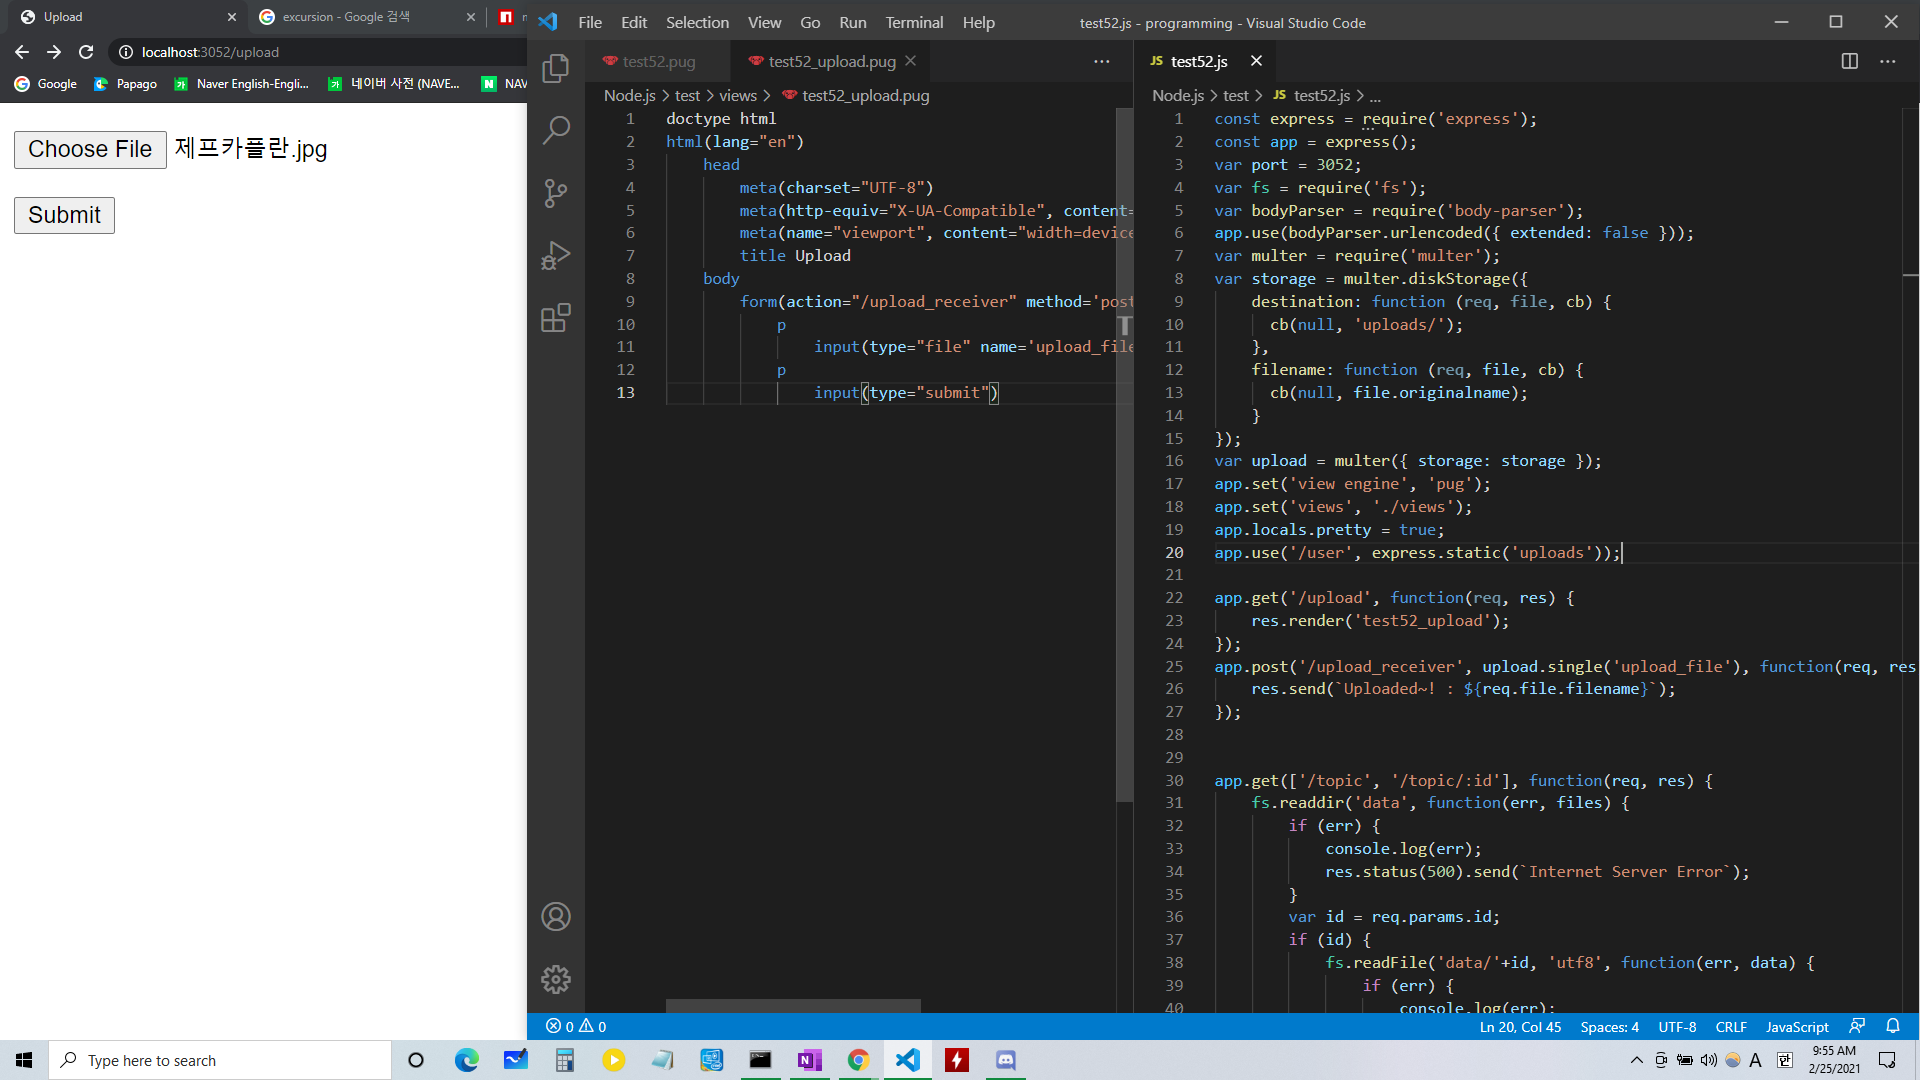 Upload
excursion - Google 검색
localhost:3052/upload
Google
Papago
Naver English-Engli...
네이버 사전 (NAVE...
NAV
Choose File 제프카플란.jpg
Submit
File Edit Selection View Go Run Terminal Help
test52.js - programming - Visual Studio Code
test52.pug
test52_upload.pug
Node.js > test > views > test52_upload.pug
1 doctype html
2 html(lang="en")
3 head
4 meta(charset="UTF-8")
5 meta(http-equiv="X-UA-Compatible", content=
6 meta(name="viewport", content="width=device
7 title Upload
8 body
9 form(action="/upload_receiver" method='post
10 p
11 input(type="file" name='upload_file
12 p
13 input(type="submit")
JS test52.js
Node.js > test > JS test52.js > ...
1 const express = require('express');
2 const app = express();
3 var port = 3052;
4 var fs = require('fs');
5 var bodyParser = require('body-parser');
6 app.use(bodyParser.urlencoded({ extended: false }));
7 var multer = require('multer');
8 var storage = multer.diskStorage({
9 destination: function (req, file, cb) {
10 cb(null, 'uploads/');
11 },
12 filename: function (req, file, cb) {
13 cb(null, file.originalname);
14 }
15 });
16 var upload = multer({ storage: storage });
17 app.set('view engine', 'pug');
18 app.set('views', './views');
19 app.locals.pretty = true;
20 app.use('/user', express.static('uploads'));
21
22 app.get('/upload', function(req, res) {
23 res.render('test52_upload');
24 });
25 app.post('/upload_receiver', upload.single('upload_file'), function(req, res
26 res.send(`Uploaded~! : ${req.file.filename}`);
27 });
28
29
30 app.get(['/topic', '/topic/:id'], function(req, res) {
31 fs.readdir('data', function(err, files) {
32 if (err) {
33 console.log(err);
34 res.status(500).send(`Internet Server Error`);
35 }
36 var id = req.params.id;
37 if (id) {
38 fs.readFile('data/'+id, 'utf8', function(err, data) {
39 if (err) {
40 console.log(err);
0 0
Ln 20, Col 45 Spaces: 4 UTF-8 CRLF JavaScript
Type here to search
A 한
9:55 AM
2/25/2021